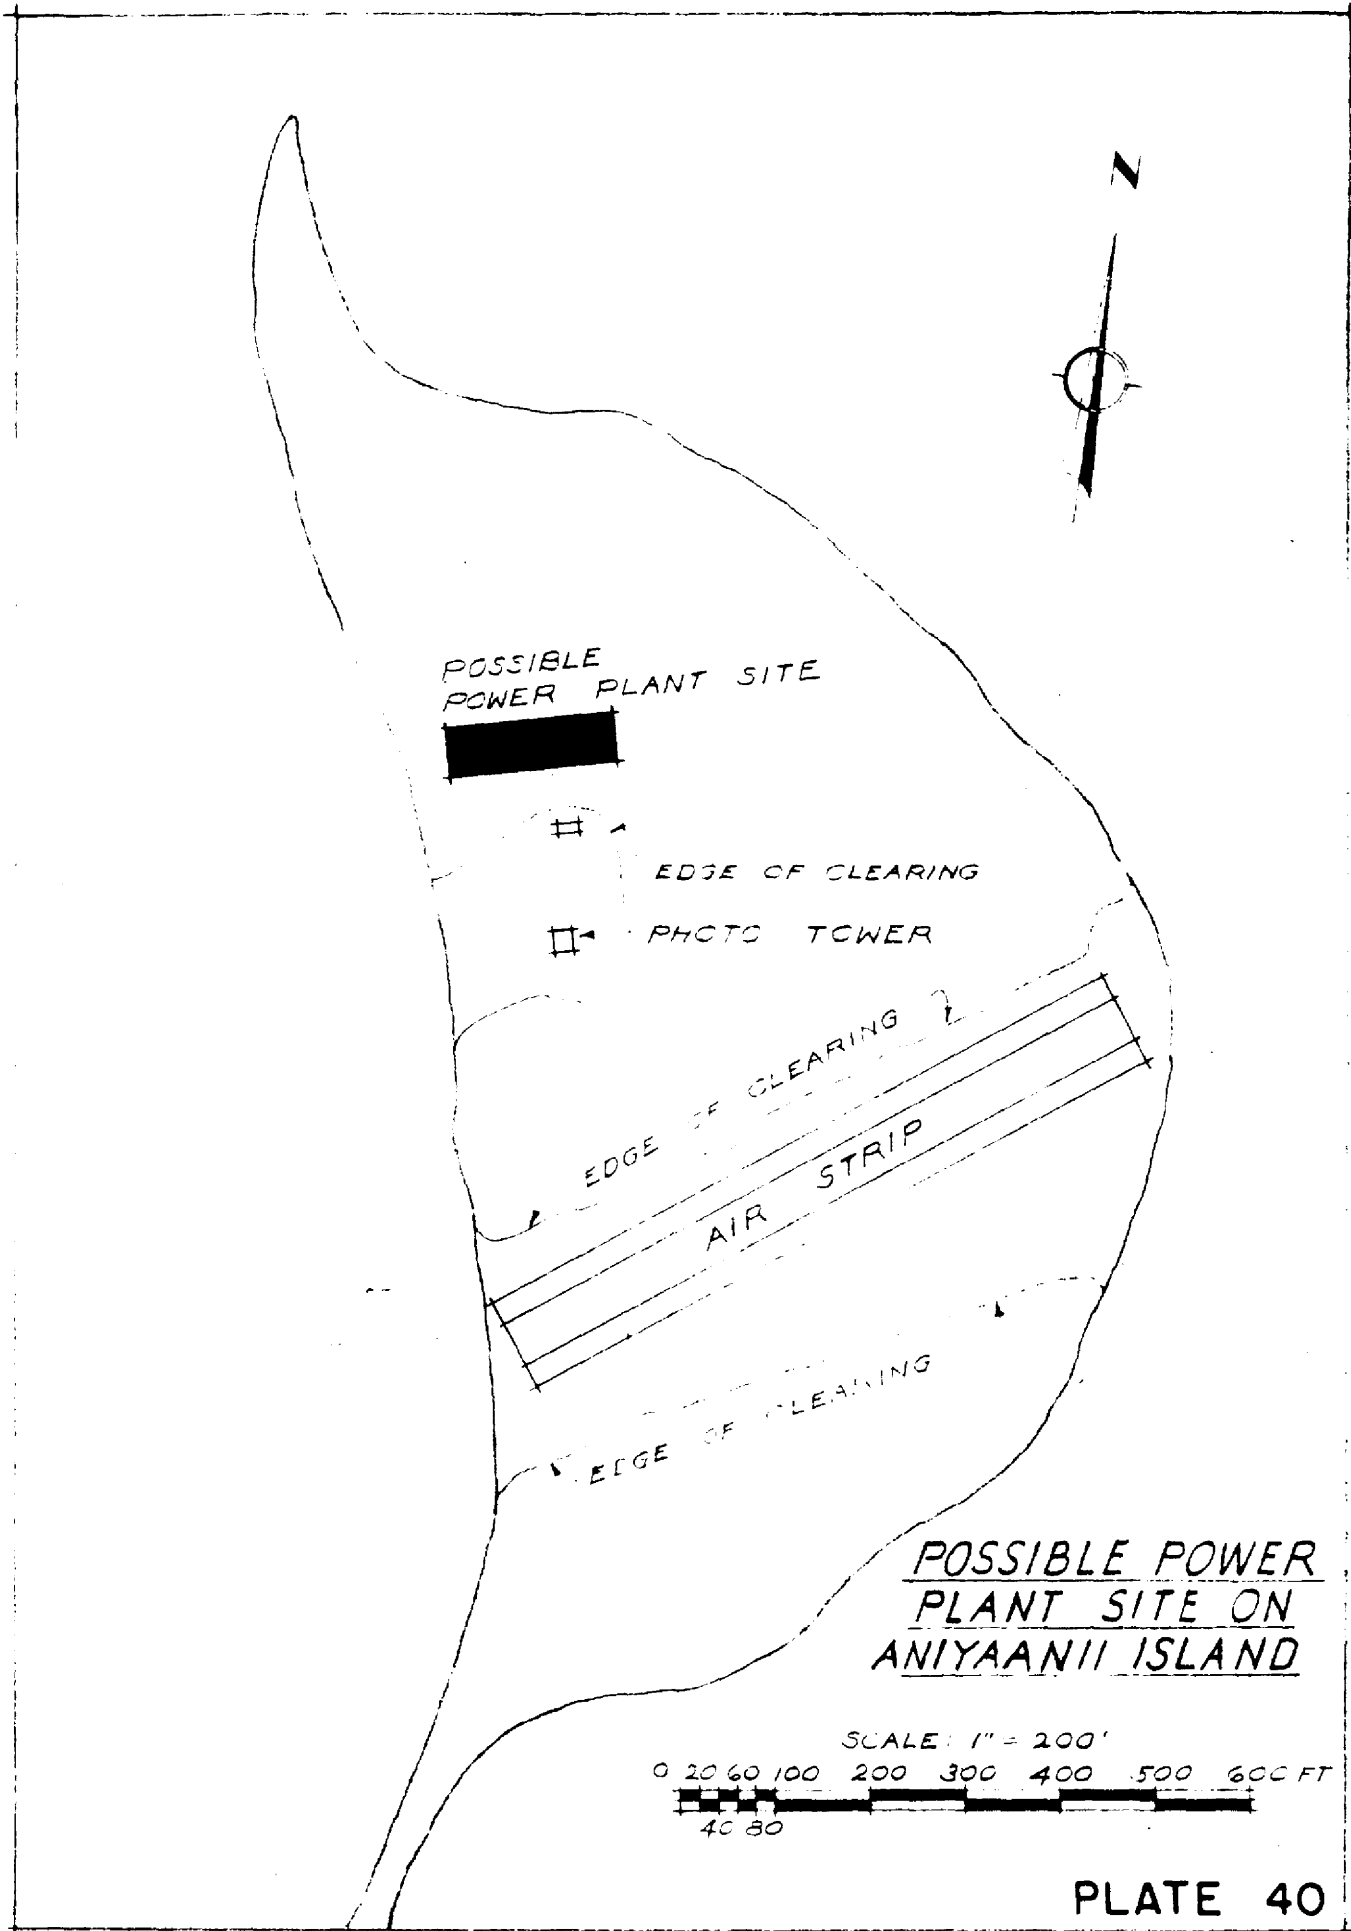 N
POSSIBLE
POWER PLANT SITE
EDGE OF CLEARING
PHOTO TOWER
EDGE OF CLEARING
AIR STRIP
EDGE OF CLEARING
POSSIBLE POWER
PLANT SITE ON
ANIYAANII ISLAND
SCALE: 1" = 200'
0 20 60 100 200 300 400 500 600 FT
40 80
PLATE 40